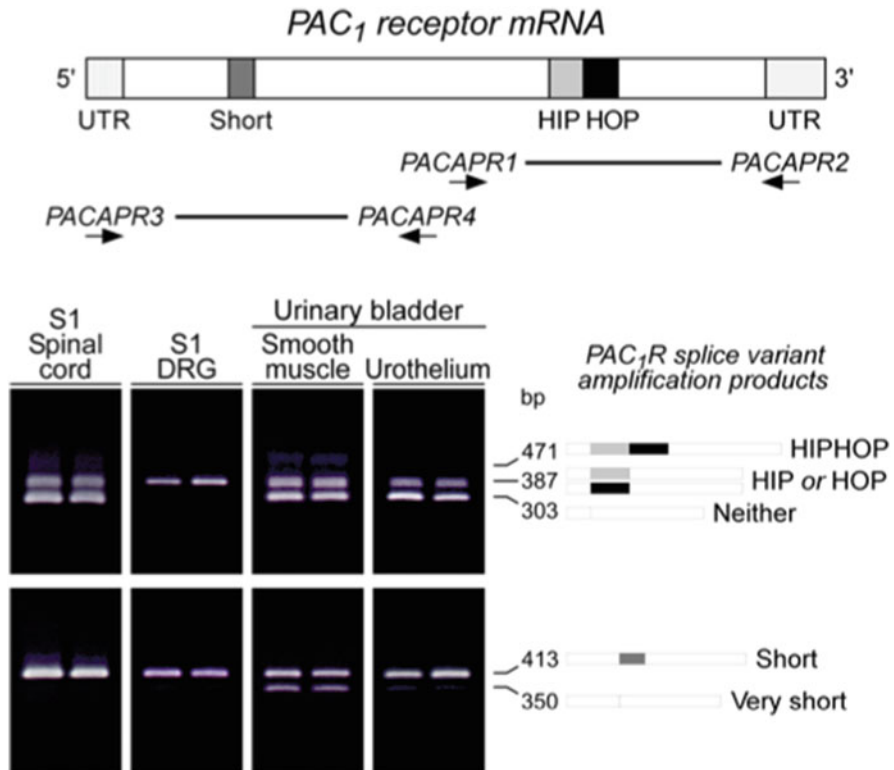 PAC1 receptor mRNA
5' 3'
UTR Short HIP HOP UTR
PACAPR1 PACAPR2
PACAPR3 PACAPR4
Urinary bladder
S1 Spinal cord
S1 DRG
Smooth muscle
Urothelium
PAC1R splice variant
amplification products
bp
471 HIPHOP
387 HIP or HOP
303 Neither
413 Short
350 Very short